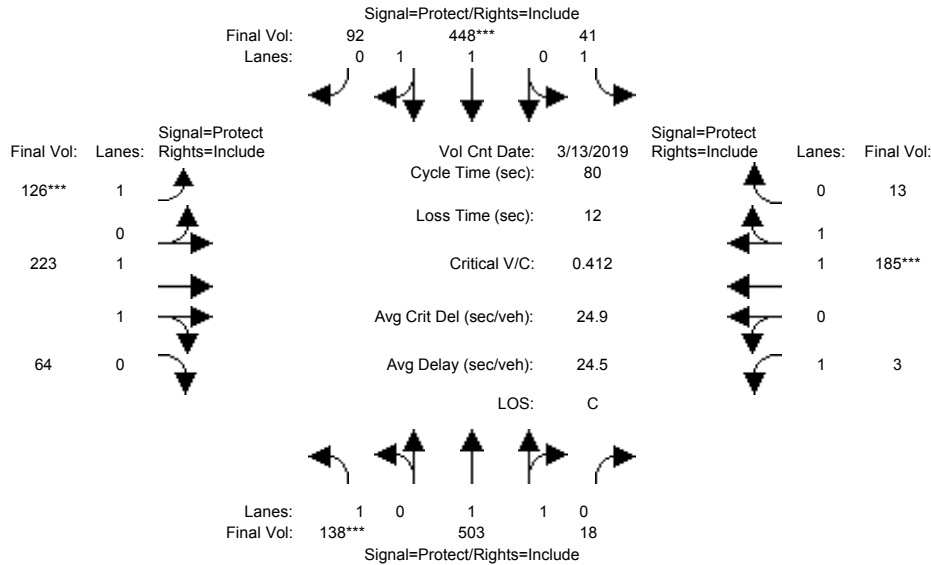 Signal=Protect/Rights=Include
Final Vol: 92 448*** 41
Lanes: 0 1 1 0 1
Signal=Protect
Final Vol: Lanes: Rights=Include
Vol Cnt Date: 3/13/2019
Signal=Protect
Rights=Include Lanes: Final Vol:
Cycle Time (sec): 80
126*** 1
0 13
Loss Time (sec): 12
0
1
223 1
Critical V/C: 0.412
1 185***
1
Avg Crit Del (sec/veh): 24.9
0
64 0
Avg Delay (sec/veh): 24.5
1 3
LOS: C
Lanes: 1 0 1 1 0
Final Vol: 138*** 503 18
Signal=Protect/Rights=Include